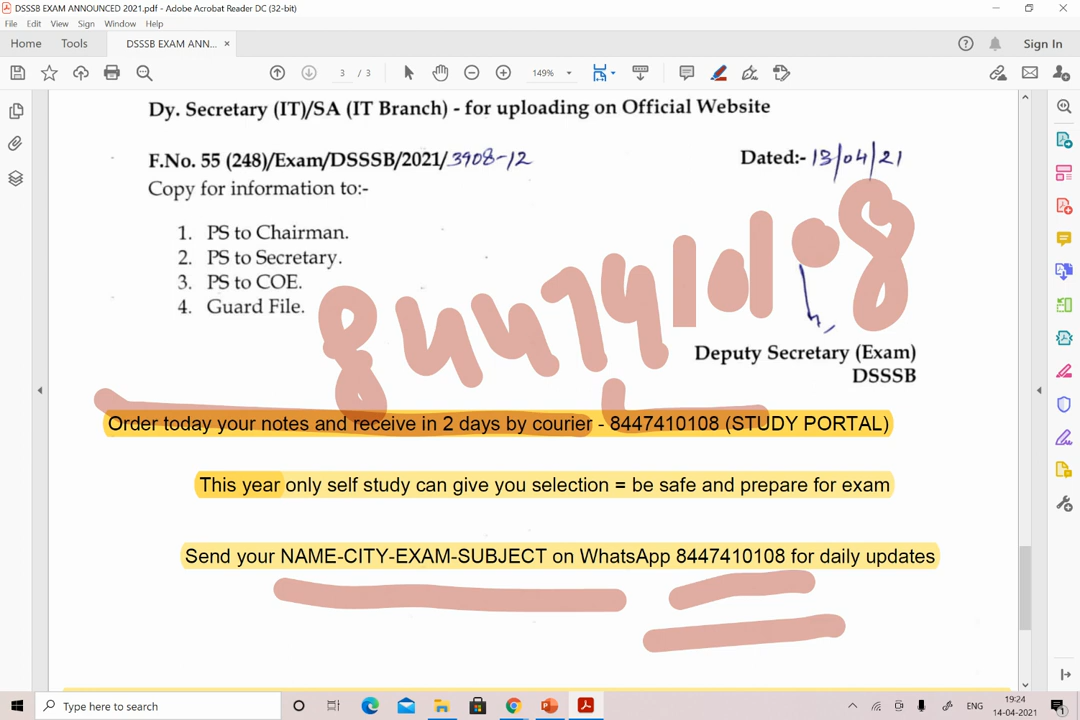 DSSSB EXAM ANNOUNCED 2021.pdf - Adobe Acrobat Reader DC (32-bit)
File Edit View Sign Window Help
Home Tools DSSSB EXAM ANN... × Sign In
3 / 3 149%
Dy. Secretary (IT)/SA (IT Branch) - for uploading on Official Website
F.No. 55 (248)/Exam/DSSSB/2021/3908-12 Dated:- 13/04/21
Copy for information to:-
1. PS to Chairman.
2. PS to Secretary.
3. PS to COE.
4. Guard File.
8447410108
Deputy Secretary (Exam)
DSSSB
Order today your notes and receive in 2 days by courier - 8447410108 (STUDY PORTAL)
This year only self study can give you selection = be safe and prepare for exam
Send your NAME-CITY-EXAM-SUBJECT on WhatsApp 8447410108 for daily updates
Type here to search
ENG 19:24
14-04-2021